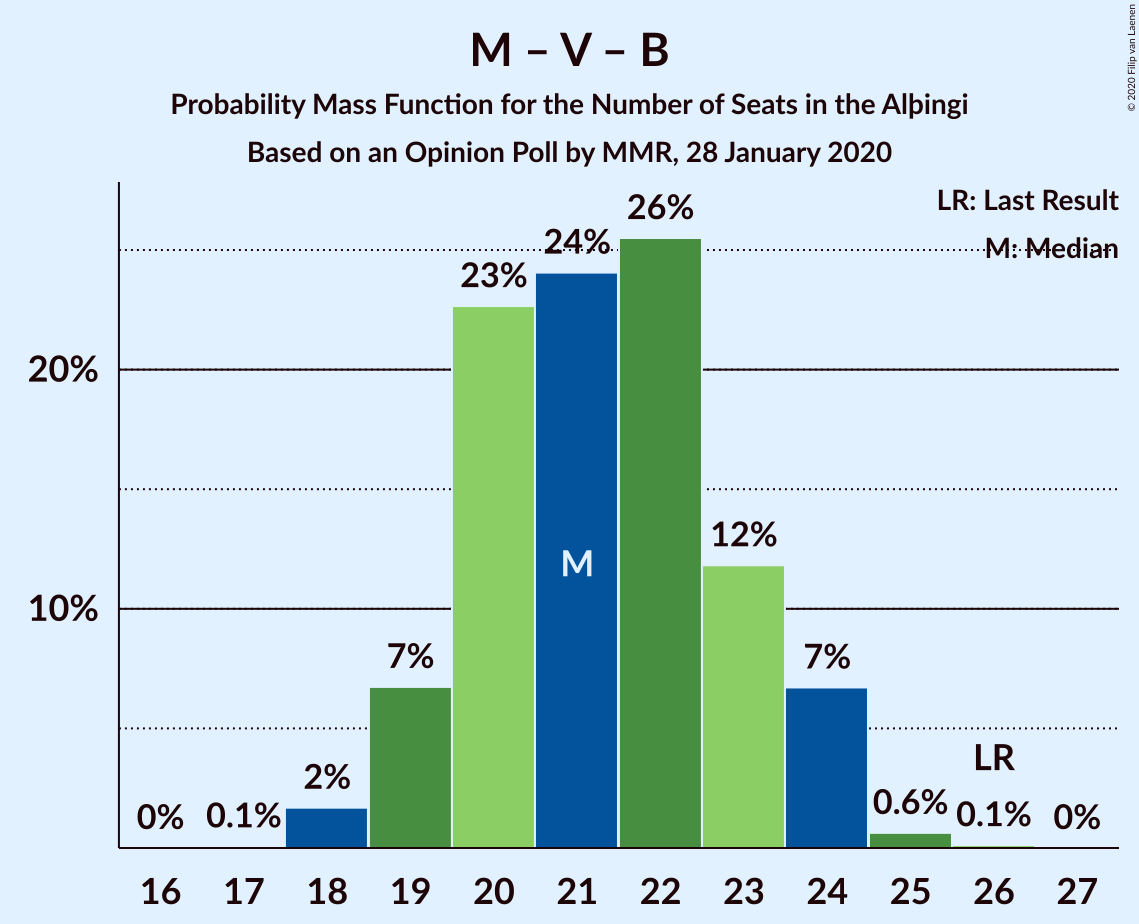 M – V – B
Probability Mass Function for the Number of Seats in the Alþingi
Based on an Opinion Poll by MMR, 28 January 2020
© 2020 Filip van Laenen
LR: Last Result
M: Median
20%
10%
0%
0.1%
2%
7%
23%
24%
26%
12%
7%
0.6%
0.1%
0%
M
LR
16 17 18 19 20 21 22 23 24 25 26 27